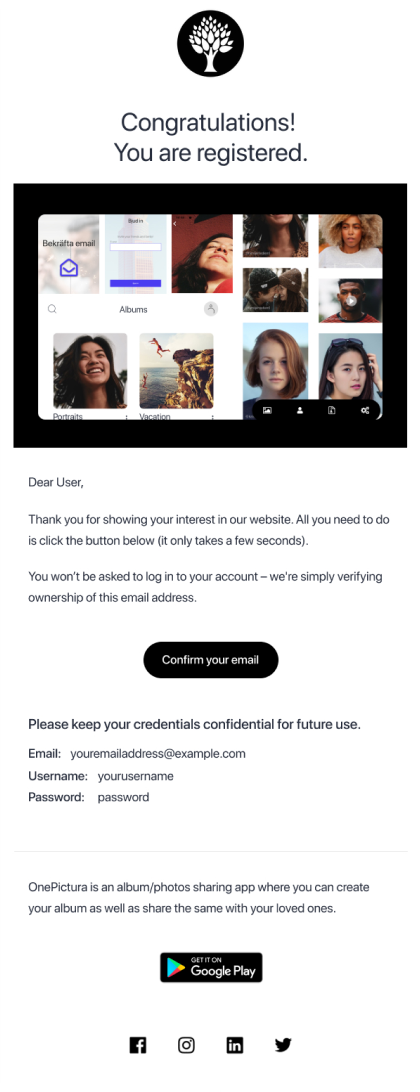 Congratulations!
You are registered.
Bekräfta email
Albums
Portraits
Vacation
Dear User,
Thank you for showing your interest in our website. All you need to do
is click the button below (it only takes a few seconds).
You won’t be asked to log in to your account – we're simply verifying
ownership of this email address.
Confirm your email
Please keep your credentials confidential for future use.
Email: youremailaddress@example.com
Username: yourusername
Password: password
OnePictura is an album/photos sharing app where you can create
your album as well as share the same with your loved ones.
GET IT ON
Google Play